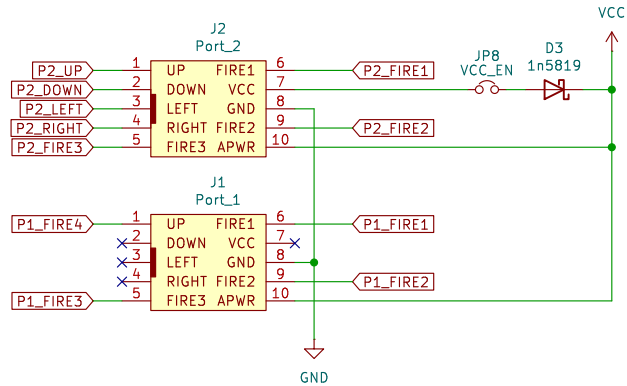 VCC
J2
Port_2
JP8
VCC_EN
D3
1n5819
P2_UP 1 UP FIRE1 6 P2_FIRE1
P2_DOWN 2 DOWN VCC 7
P2_LEFT 3 LEFT GND 8
P2_RIGHT 4 RIGHT FIRE2 9 P2_FIRE2
P2_FIRE3 5 FIRE3 APWR 10
J1
Port_1
P1_FIRE4 1 UP FIRE1 6 P1_FIRE1
2 DOWN VCC 7
3 LEFT GND 8
4 RIGHT FIRE2 9 P1_FIRE2
P1_FIRE3 5 FIRE3 APWR 10
GND